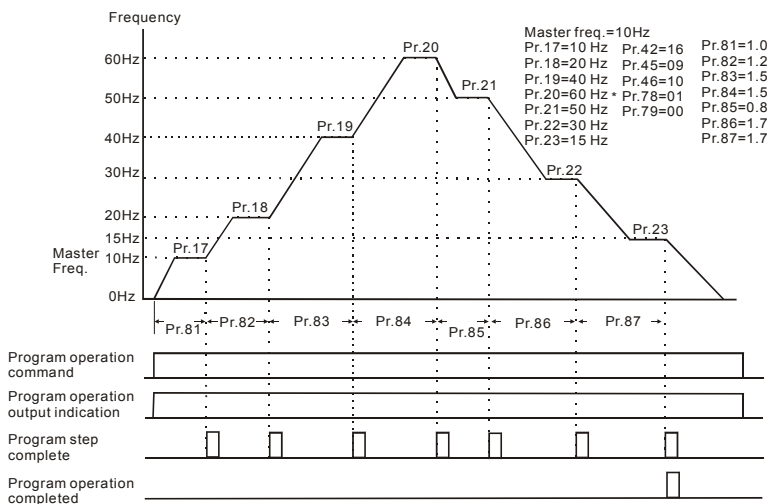 Frequency
Master freq.=10Hz
Pr.17=10 Hz Pr.42=16 Pr.81=1.0
Pr.18=20 Hz Pr.45=09 Pr.82=1.2
Pr.19=40 Hz Pr.46=10 Pr.83=1.5
Pr.20=60 Hz * Pr.78=01 Pr.84=1.5
Pr.21=50 Hz Pr.79=00 Pr.85=0.8
Pr.22=30 Hz Pr.86=1.7
Pr.23=15 Hz Pr.87=1.7
Pr.20
60Hz
Pr.21
50Hz
Pr.19
40Hz
Pr.22
30Hz
Pr.18
20Hz
Pr.23
15Hz
Pr.17
Master
Freq.
10Hz
0Hz
Pr.81 Pr.82 Pr.83 Pr.84 Pr.85 Pr.86 Pr.87
Program operation
command
Program operation
output indication
Program step
complete
Program operation
completed